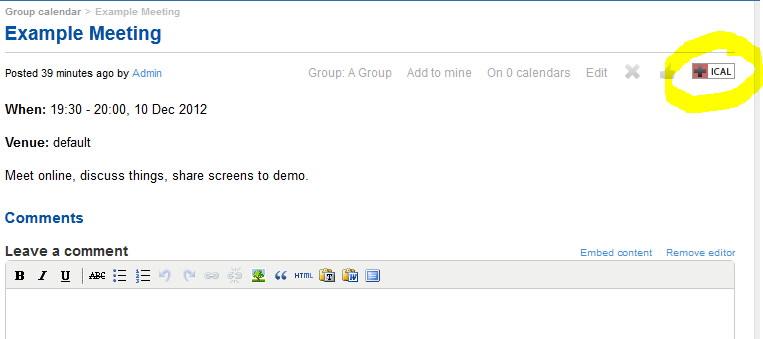 Group calendar > Example Meeting
Example Meeting
Posted 39 minutes ago by Admin Group: A Group Add to mine On 0 calendars Edit ICAL
When: 19:30 - 20:00, 10 Dec 2012
Venue: default
Meet online, discuss things, share screens to demo.
Comments
Leave a comment Embed content Remove editor
B I U ABC HTML T W